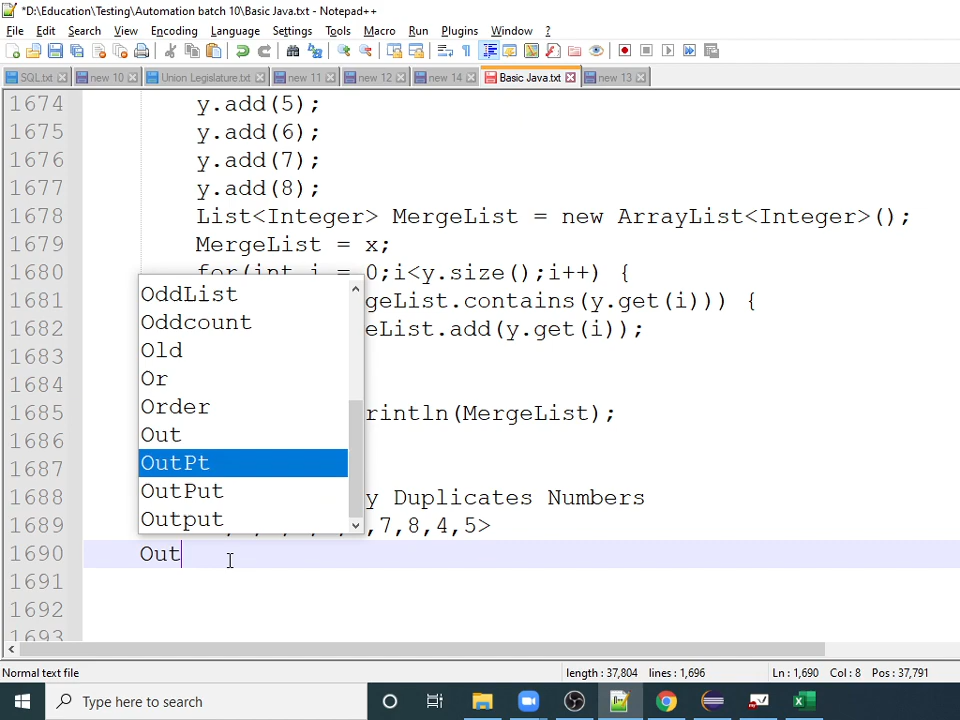 *D:\Education\Testing\Automation batch 10\Basic Java.txt - Notepad++
File Edit Search View Encoding Language Settings Tools Macro Run Plugins Window ?
SQL.txt new 10 Union Legislature.txt new 11 new 12 new 14 Basic Java.txt new 13
1674 y.add(5);
1675 y.add(6);
1676 y.add(7);
1677 y.add(8);
1678 List<Integer> MergeList = new ArrayList<Integer>();
1679 MergeList = x;
1680 for(int i = 0;i<y.size();i++) {
1681 geList.contains(y.get(i))) {
1682 eList.add(y.get(i));
1683
1684
1685 rintln(MergeList);
1686
1687
1688 y Duplicates Numbers
1689 ,7,8,4,5>
1690 Out
1691
1692
1693
OddList
Oddcount
Old
Or
Order
Out
OutPt
OutPut
Output
Normal text file length : 37,804 lines : 1,696 Ln : 1,690 Col : 8 Pos : 37,791
Type here to search